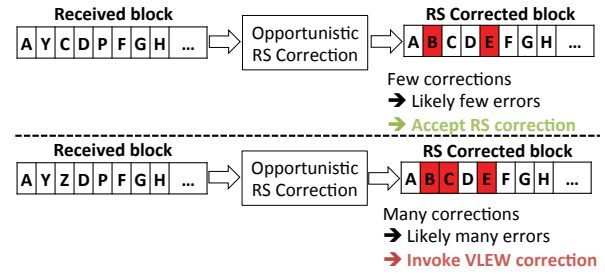 Received block
A Y C D P F G H ...
Opportunistic
RS Correction
RS Corrected block
A B C D E F G H ...
Few corrections
➔ Likely few errors
➔ Accept RS correction
Received block
A Y Z D P F G H ...
Opportunistic
RS Correction
RS Corrected block
A B C D E F G H ...
Many corrections
➔ Likely many errors
➔ Invoke VLEW correction